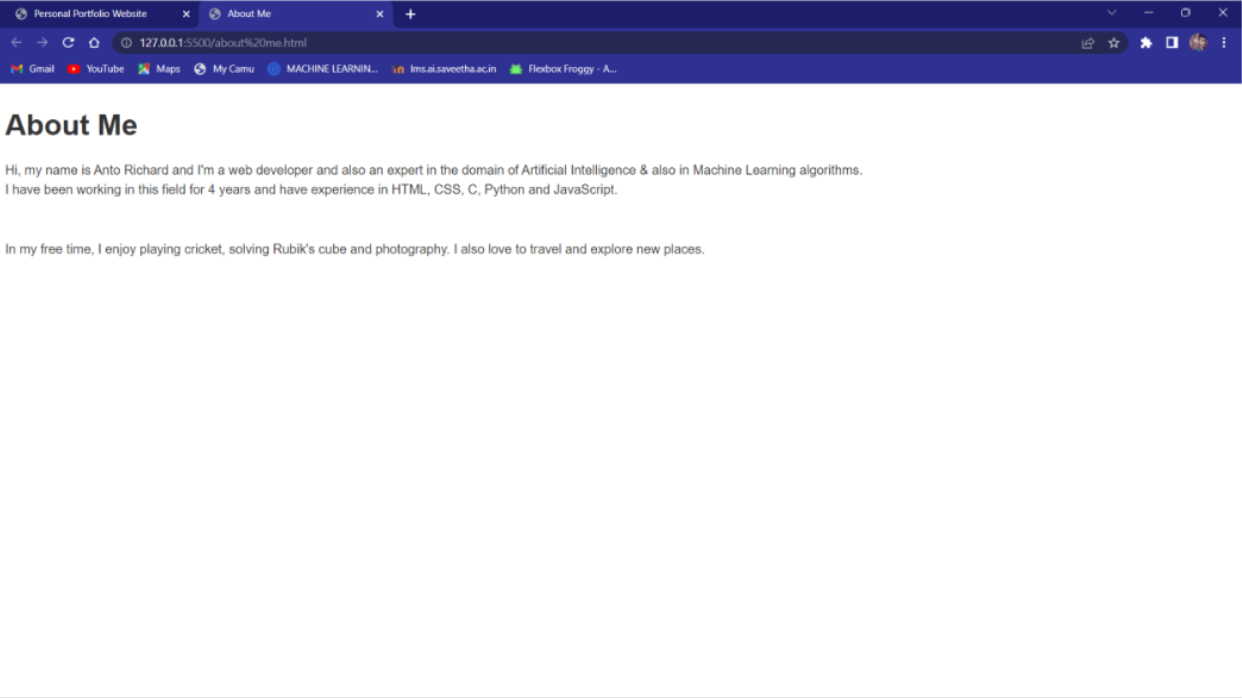 Personal Portfolio Website
About Me
127.0.0.1:5500/about%20me.html
Gmail YouTube Maps My Camu MACHINE LEARNIN... lms.ai.saveetha.ac.in Flexbox Froggy - A...
About Me
Hi, my name is Anto Richard and I'm a web developer and also an expert in the domain of Artificial Intelligence & also in Machine Learning algorithms.
I have been working in this field for 4 years and have experience in HTML, CSS, C, Python and JavaScript.
In my free time, I enjoy playing cricket, solving Rubik's cube and photography. I also love to travel and explore new places.